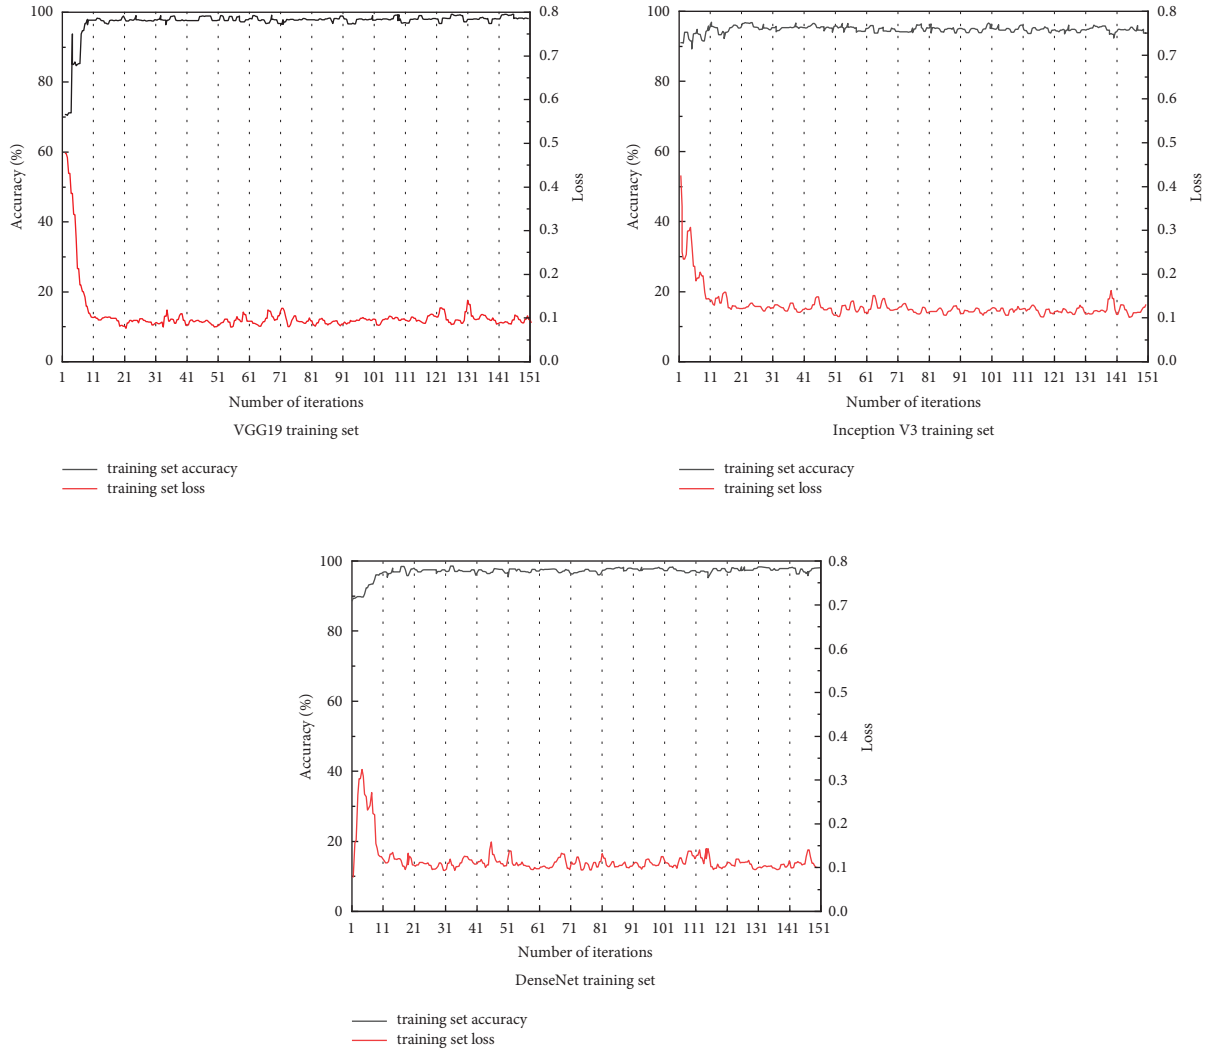 100
80
60
40
20
0
Accuracy (%)
0.8
0.7
0.6
0.5
0.4
0.3
0.2
0.1
0.0
Loss
1 11 21 31 41 51 61 71 81 91 101 111 121 131 141 151
Number of iterations
VGG19 training set
training set accuracy
training set loss
100
80
60
40
20
0
Accuracy (%)
0.8
0.7
0.6
0.5
0.4
0.3
0.2
0.1
0.0
Loss
1 11 21 31 41 51 61 71 81 91 101 111 121 131 141 151
Number of iterations
Inception V3 training set
training set accuracy
training set loss
100
80
60
40
20
0
Accuracy (%)
0.8
0.7
0.6
0.5
0.4
0.3
0.2
0.1
0.0
Loss
1 11 21 31 41 51 61 71 81 91 101 111 121 131 141 151
Number of iterations
DenseNet training set
training set accuracy
training set loss